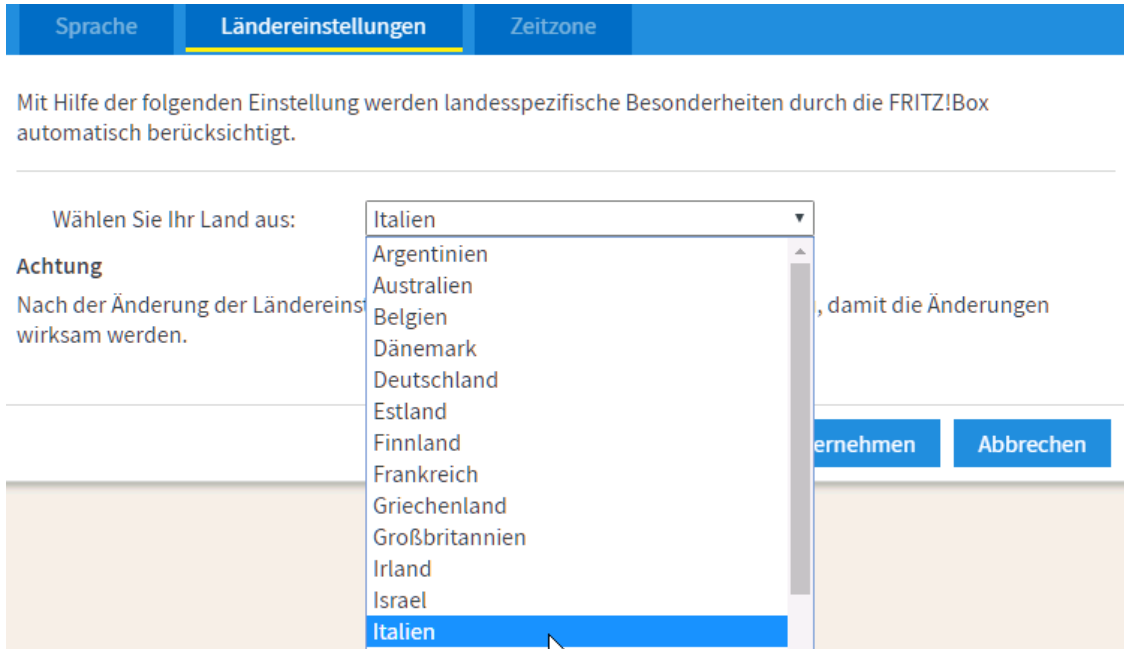 Sprache Ländereinstellungen Zeitzone
Mit Hilfe der folgenden Einstellung werden landesspezifische Besonderheiten durch die FRITZ!Box
automatisch berücksichtigt.
Wählen Sie Ihr Land aus: Italien
Achtung
Nach der Änderung der Ländereinst , damit die Änderungen
wirksam werden.
Argentinien
Australien
Belgien
Dänemark
Deutschland
Estland
Finnland
Frankreich
Griechenland
Großbritannien
Irland
Israel
Italien
ernehmen Abbrechen